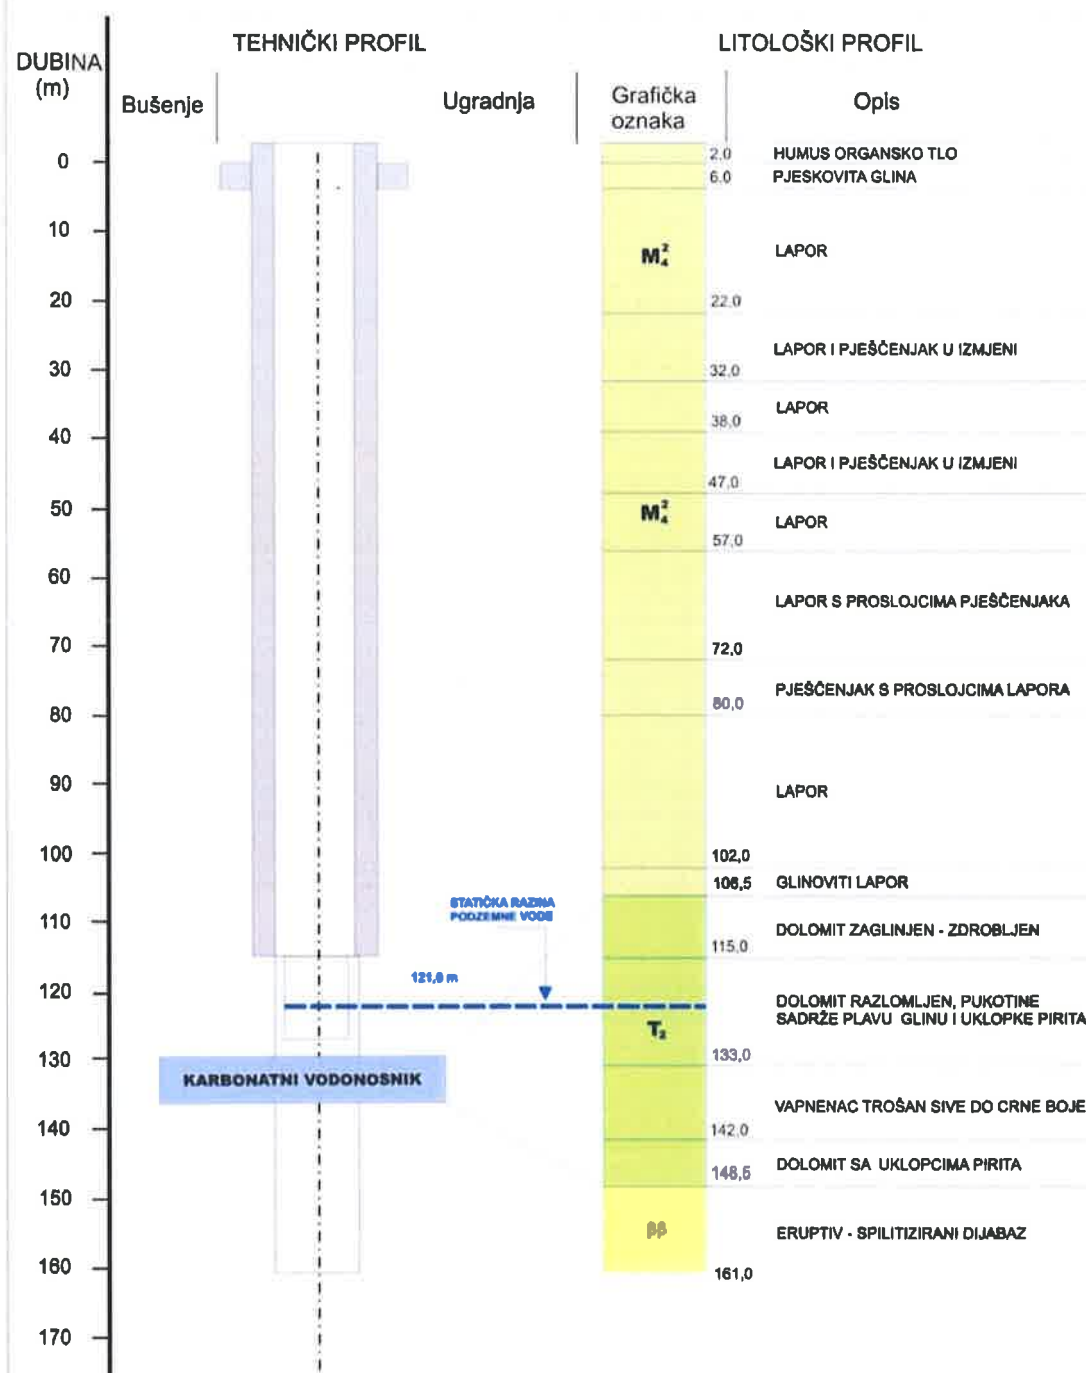 TEHNIČKI PROFIL
LITOLOŠKI PROFIL
DUBINA
(m)
Bušenje
Ugradnja
Grafička
oznaka
Opis
0
10
20
30
40
50
60
70
80
90
100
110
120
130
140
150
160
170
STATIČKA RAZINA
PODZEMNE VODE
121,9 m
KARBONATNI VODONOSNIK
M₄²
M₄²
T₂
ββ
2,0
HUMUS ORGANSKO TLO
6,0
PJESKOVITA GLINA
LAPOR
22,0
LAPOR I PJEŠČENJAK U IZMJENI
32,0
LAPOR
38,0
LAPOR I PJEŠČENJAK U IZMJENI
47,0
LAPOR
57,0
LAPOR S PROSLOJCIMA PJEŠČENJAKA
72,0
PJEŠČENJAK S PROSLOJCIMA LAPORA
80,0
LAPOR
102,0
106,5 GLINOVITI LAPOR
DOLOMIT ZAGLINJEN - ZDROBLJEN
115,0
DOLOMIT RAZLOMLJEN, PUKOTINE
SADRŽE PLAVU GLINU I UKLOPKE PIRITA
133,0
VAPNENAC TROŠAN SIVE DO CRNE BOJE
142,0
DOLOMIT SA UKLOPCIMA PIRITA
148,5
ERUPTIV - SPILITIZIRANI DIJABAZ
161,0